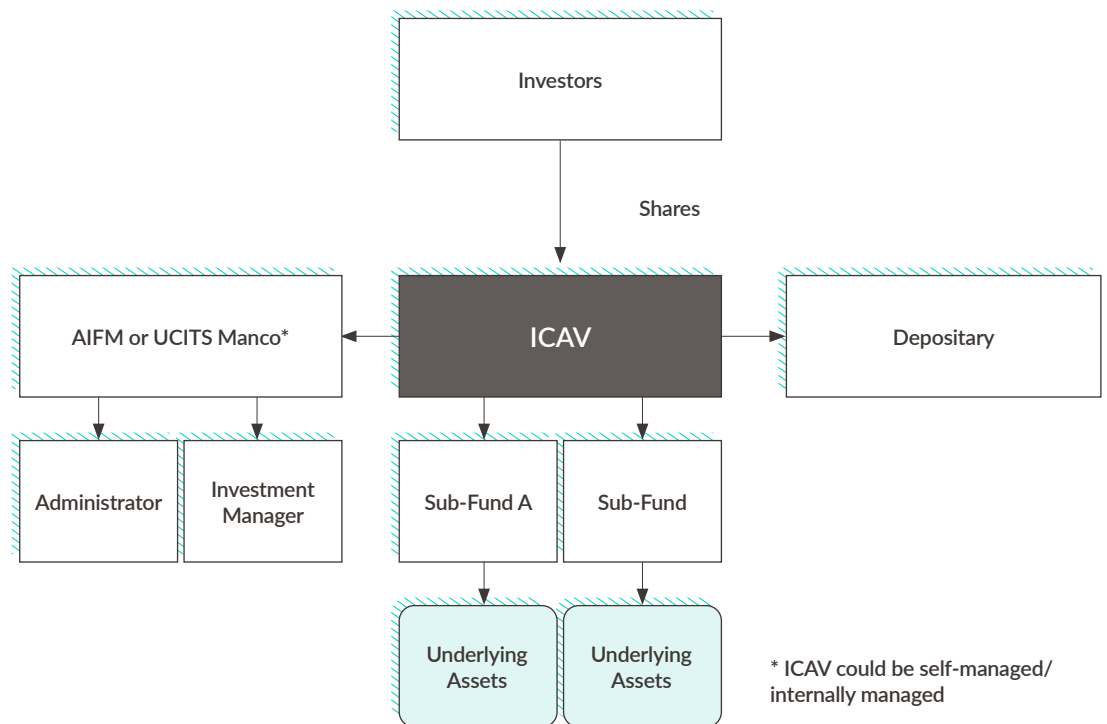 Investors
Shares
AIFM or UCITS Manco*
ICAV
Depositary
Administrator
Investment
Manager
Sub-Fund A
Sub-Fund
Underlying
Assets
Underlying
Assets
* ICAV could be self-managed/
internally managed